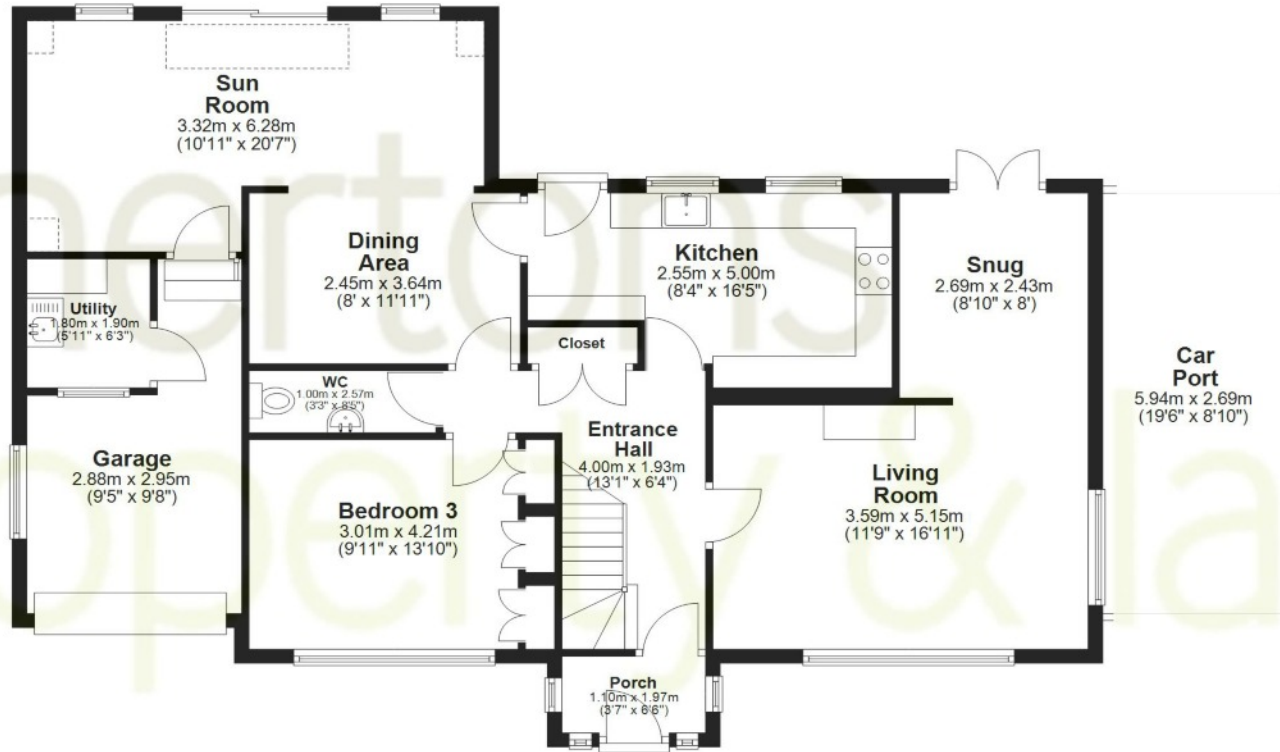 Sun
Room
3.32m x 6.28m
(10'11" x 20'7")
Dining
Area
2.45m x 3.64m
(8' x 11'11")
Kitchen
2.55m x 5.00m
(8'4" x 16'5")
Snug
2.69m x 2.43m
(8'10" x 8')
Utility
1.80m x 1.90m
(5'11" x 6'3")
Closet
Car
Port
5.94m x 2.69m
(19'6" x 8'10")
WC
1.00m x 2.57m
(3'3" x 8'5")
Entrance
Hall
4.00m x 1.93m
(13'1" x 6'4")
Garage
2.88m x 2.95m
(9'5" x 9'8")
Bedroom 3
3.01m x 4.21m
(9'11" x 13'10")
Living
Room
3.59m x 5.15m
(11'9" x 16'11")
Porch
1.10m x 1.97m
(3'7" x 6'6")
mertons
operty & la